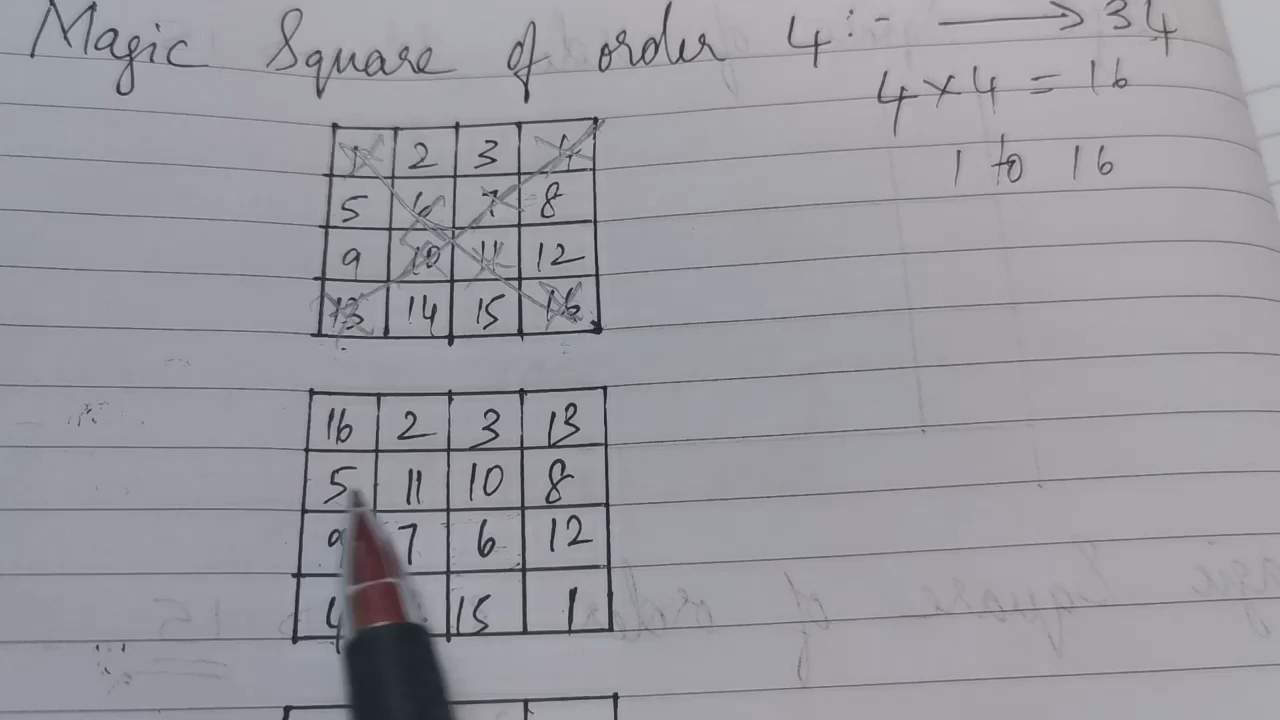 Magic Square of order 4:- → 34
4 × 4 = 16
1 to 16
1 2 3 4
5 6 7 8
9 10 11 12
13 14 15 16
16 2 3 13
5 11 10 8
9 7 6 12
4 15 1